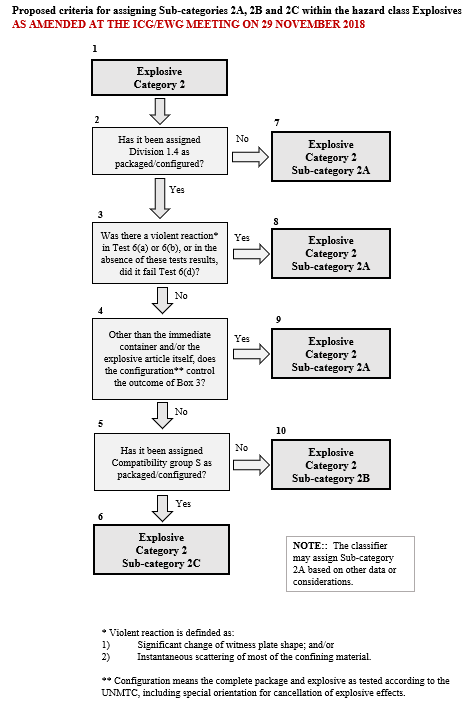 Proposed criteria for assigning Sub-categories 2A, 2B and 2C within the hazard class Explosives
AS AMENDED AT THE ICG/EWG MEETING ON 29 NOVEMBER 2018
1
Explosive
Category 2
2
Has it been assigned
Division 1.4 as
packaged/configured?
No
7
Explosive
Category 2
Sub-category 2A
Yes
3
Was there a violent reaction*
in Test 6(a) or 6(b), or in the
absence of these tests results,
did it fail Test 6(d)?
Yes
8
Explosive
Category 2
Sub-category 2A
No
4
Other than the immediate
container and/or the
explosive article itself, does
the configuration** control
the outcome of Box 3?
Yes
9
Explosive
Category 2
Sub-category 2A
No
5
Has it been assigned
Compatibility group S as
packaged/configured?
No
10
Explosive
Category 2
Sub-category 2B
Yes
6
Explosive
Category 2
Sub-category 2C
NOTE:: The classifier
may assign Sub-category
2A based on other data or
considerations.
* Violent reaction is definded as:
1) Significant change of witness plate shape; and/or
2) Instantaneous scattering of most of the confining material.
** Configuration means the complete package and explosive as tested according to the
UNMTC, including special orientation for cancellation of explosive effects.